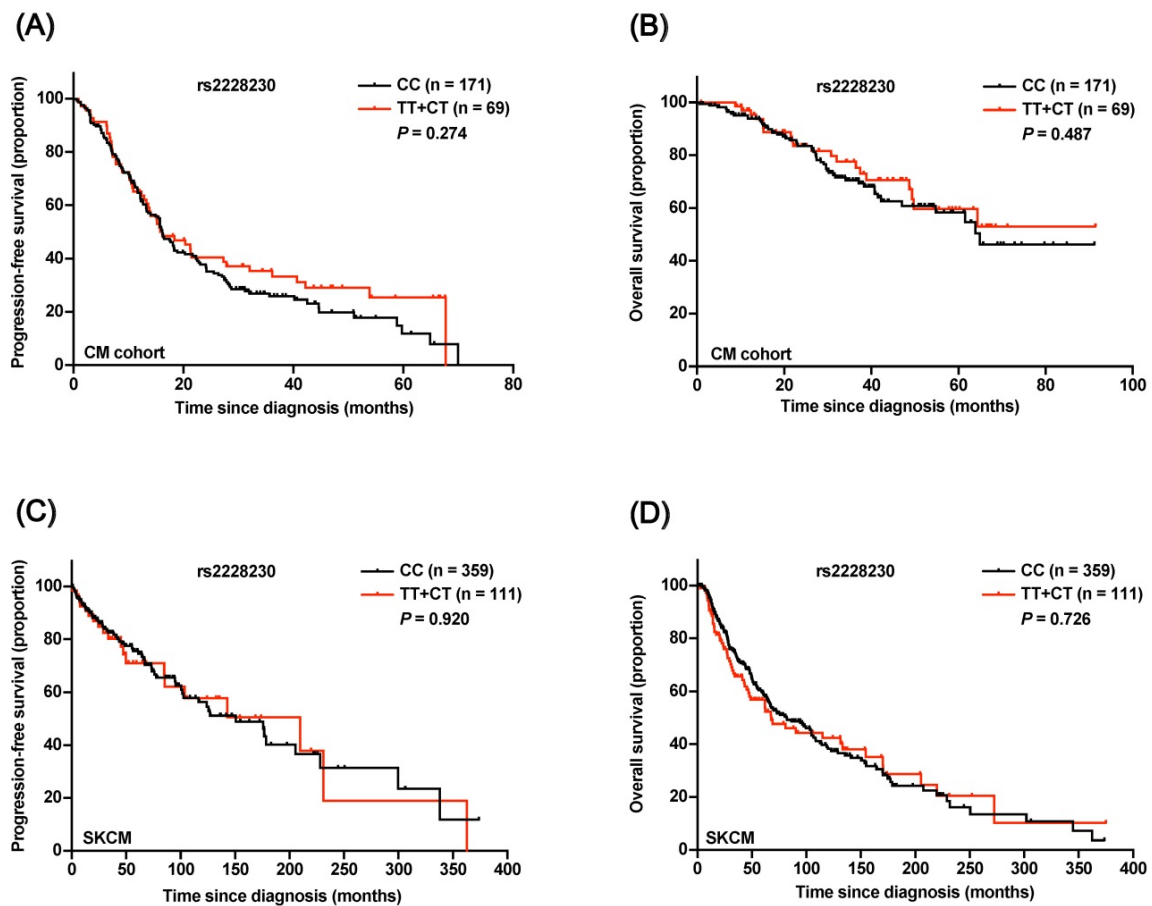 (A)
rs2228230
CC (n = 171)
TT+CT (n = 69)
P = 0.274
Progression-free survival (proportion)
100
80
60
40
20
0
CM cohort
0 20 40 60 80
Time since diagnosis (months)
(B)
rs2228230
CC (n = 171)
TT+CT (n = 69)
P = 0.487
Overall survival (proportion)
100
80
60
40
20
0
CM cohort
0 20 40 60 80 100
Time since diagnosis (months)
(C)
rs2228230
CC (n = 359)
TT+CT (n = 111)
P = 0.920
Progression-free survival (proportion)
100
80
60
40
20
0
SKCM
0 50 100 150 200 250 300 350 400
Time since diagnosis (months)
(D)
rs2228230
CC (n = 359)
TT+CT (n = 111)
P = 0.726
Overall survival (proportion)
100
80
60
40
20
0
SKCM
0 50 100 150 200 250 300 350 400
Time since diagnosis (months)